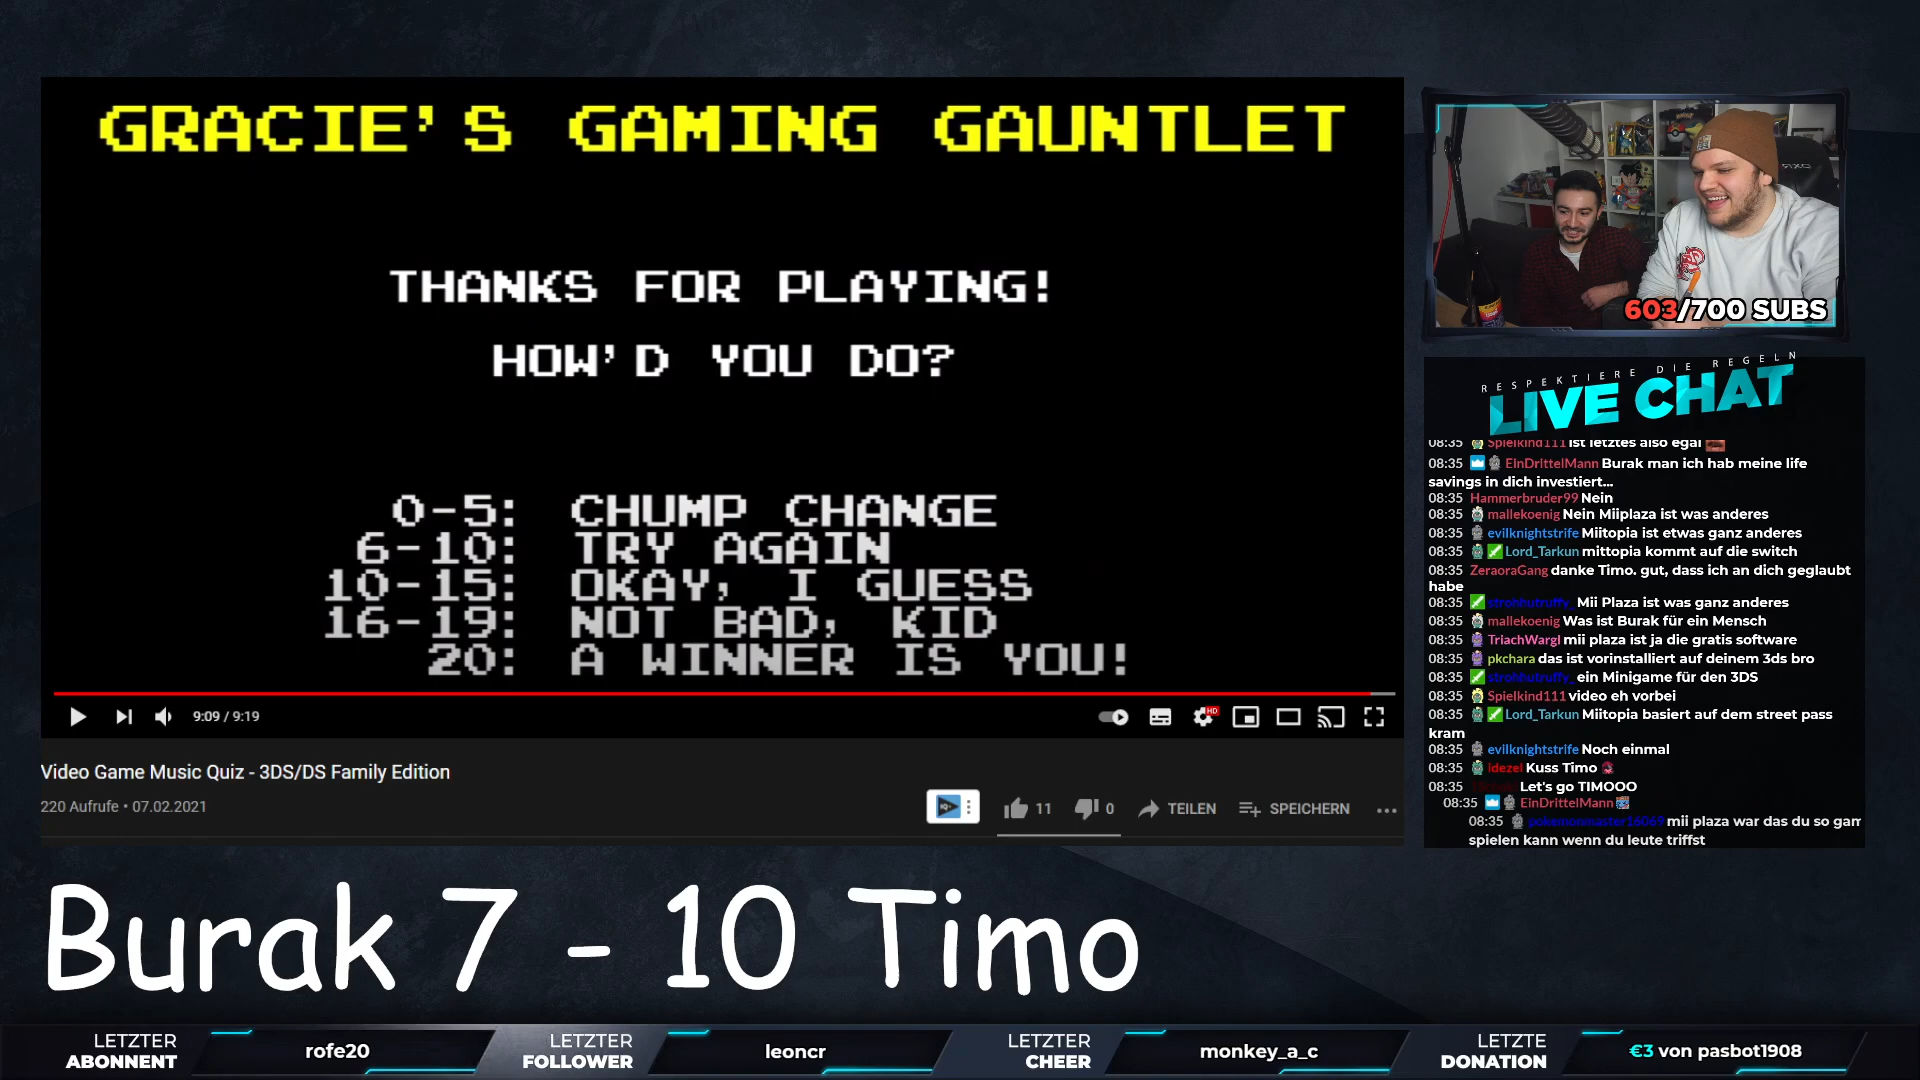 GRACIE'S GAMING GAUNTLET
THANKS FOR PLAYING!
HOW'D YOU DO?
0-5: CHUMP CHANGE
6-10: TRY AGAIN
10-15: OKAY, I GUESS
16-19: NOT BAD, KID
20: A WINNER IS YOU!
9:09 / 9:19
HD
Video Game Music Quiz - 3DS/DS Family Edition
220 Aufrufe • 07.02.2021
11
0
TEILEN
SPEICHERN
603/700 SUBS
RESPEKTIERE DIE REGELN
LIVE CHAT
08:35 Spielkind111 ist letztes also egal
08:35 EinDrittelMann Burak man ich hab meine life
savings in dich investiert...
08:35 Hammerbruder99 Nein
08:35 mallekoenig Nein Miiplaza ist was anderes
08:35 evilknightstrife Miitopia ist etwas ganz anderes
08:35 Lord_Tarkun mittopia kommt auf die switch
08:35 ZeraoraGang danke Timo. gut, dass ich an dich geglaubt
habe
08:35 strohhutruffy_ Mii Plaza ist was ganz anderes
08:35 mallekoenig Was ist Burak für ein Mensch
08:35 TriachWargl mii plaza ist ja die gratis software
08:35 pkchara das ist vorinstalliert auf deinem 3ds bro
08:35 strohhutruffy_ ein Minigame für den 3DS
08:35 Spielkind111 video eh vorbei
08:35 Lord_Tarkun Miitopia basiert auf dem street pass
kram
08:35 evilknightstrife Noch einmal
08:35 idezel Kuss Timo
08:35 Let's go TIMOOO
08:35 EinDrittelMann
08:35 pokemonmaster16069 mii plaza war das du so gam
spielen kann wenn du leute triffst
Burak 7 - 10 Timo
LETZTER
ABONNENT
rofe20
LETZTER
FOLLOWER
leoncr
LETZTER
CHEER
monkey_a_c
LETZTE
DONATION
€3 von pasbot1908